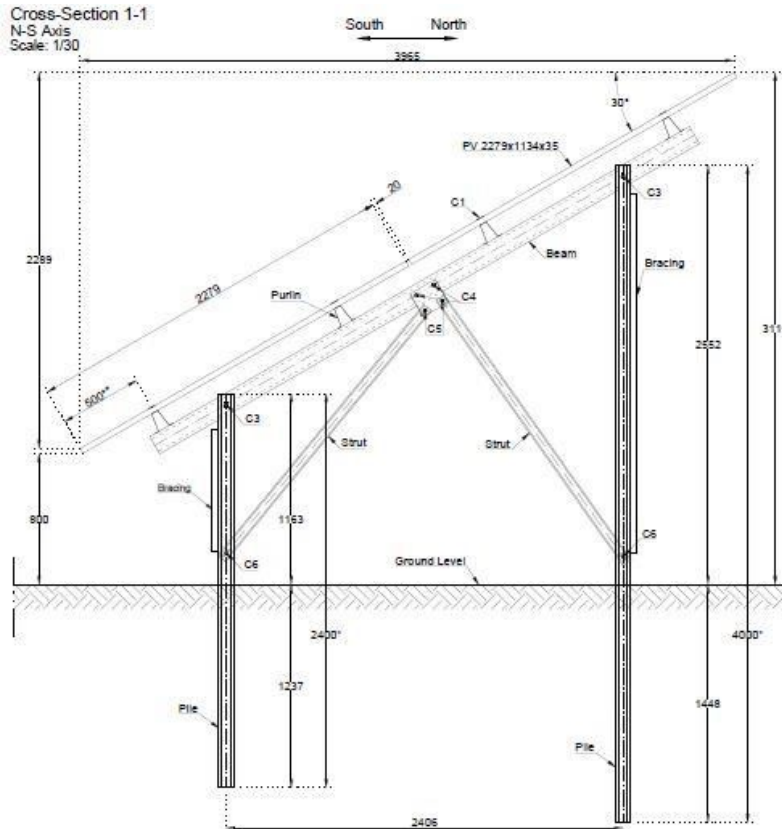 Cross-Section 1-1
N-S Axis
Scale: 1/30
South
North
3965
30°
PV 2279x1134x35
C3
20
C1
2289
2279
Beam
Bracing
Purlin
C4
C5
2552
311
500**
C3
Strut
Strut
Bracing
800
1163
C6
C6
Ground Level
2400*
4000*
1237
1448
Pile
Pile
2406